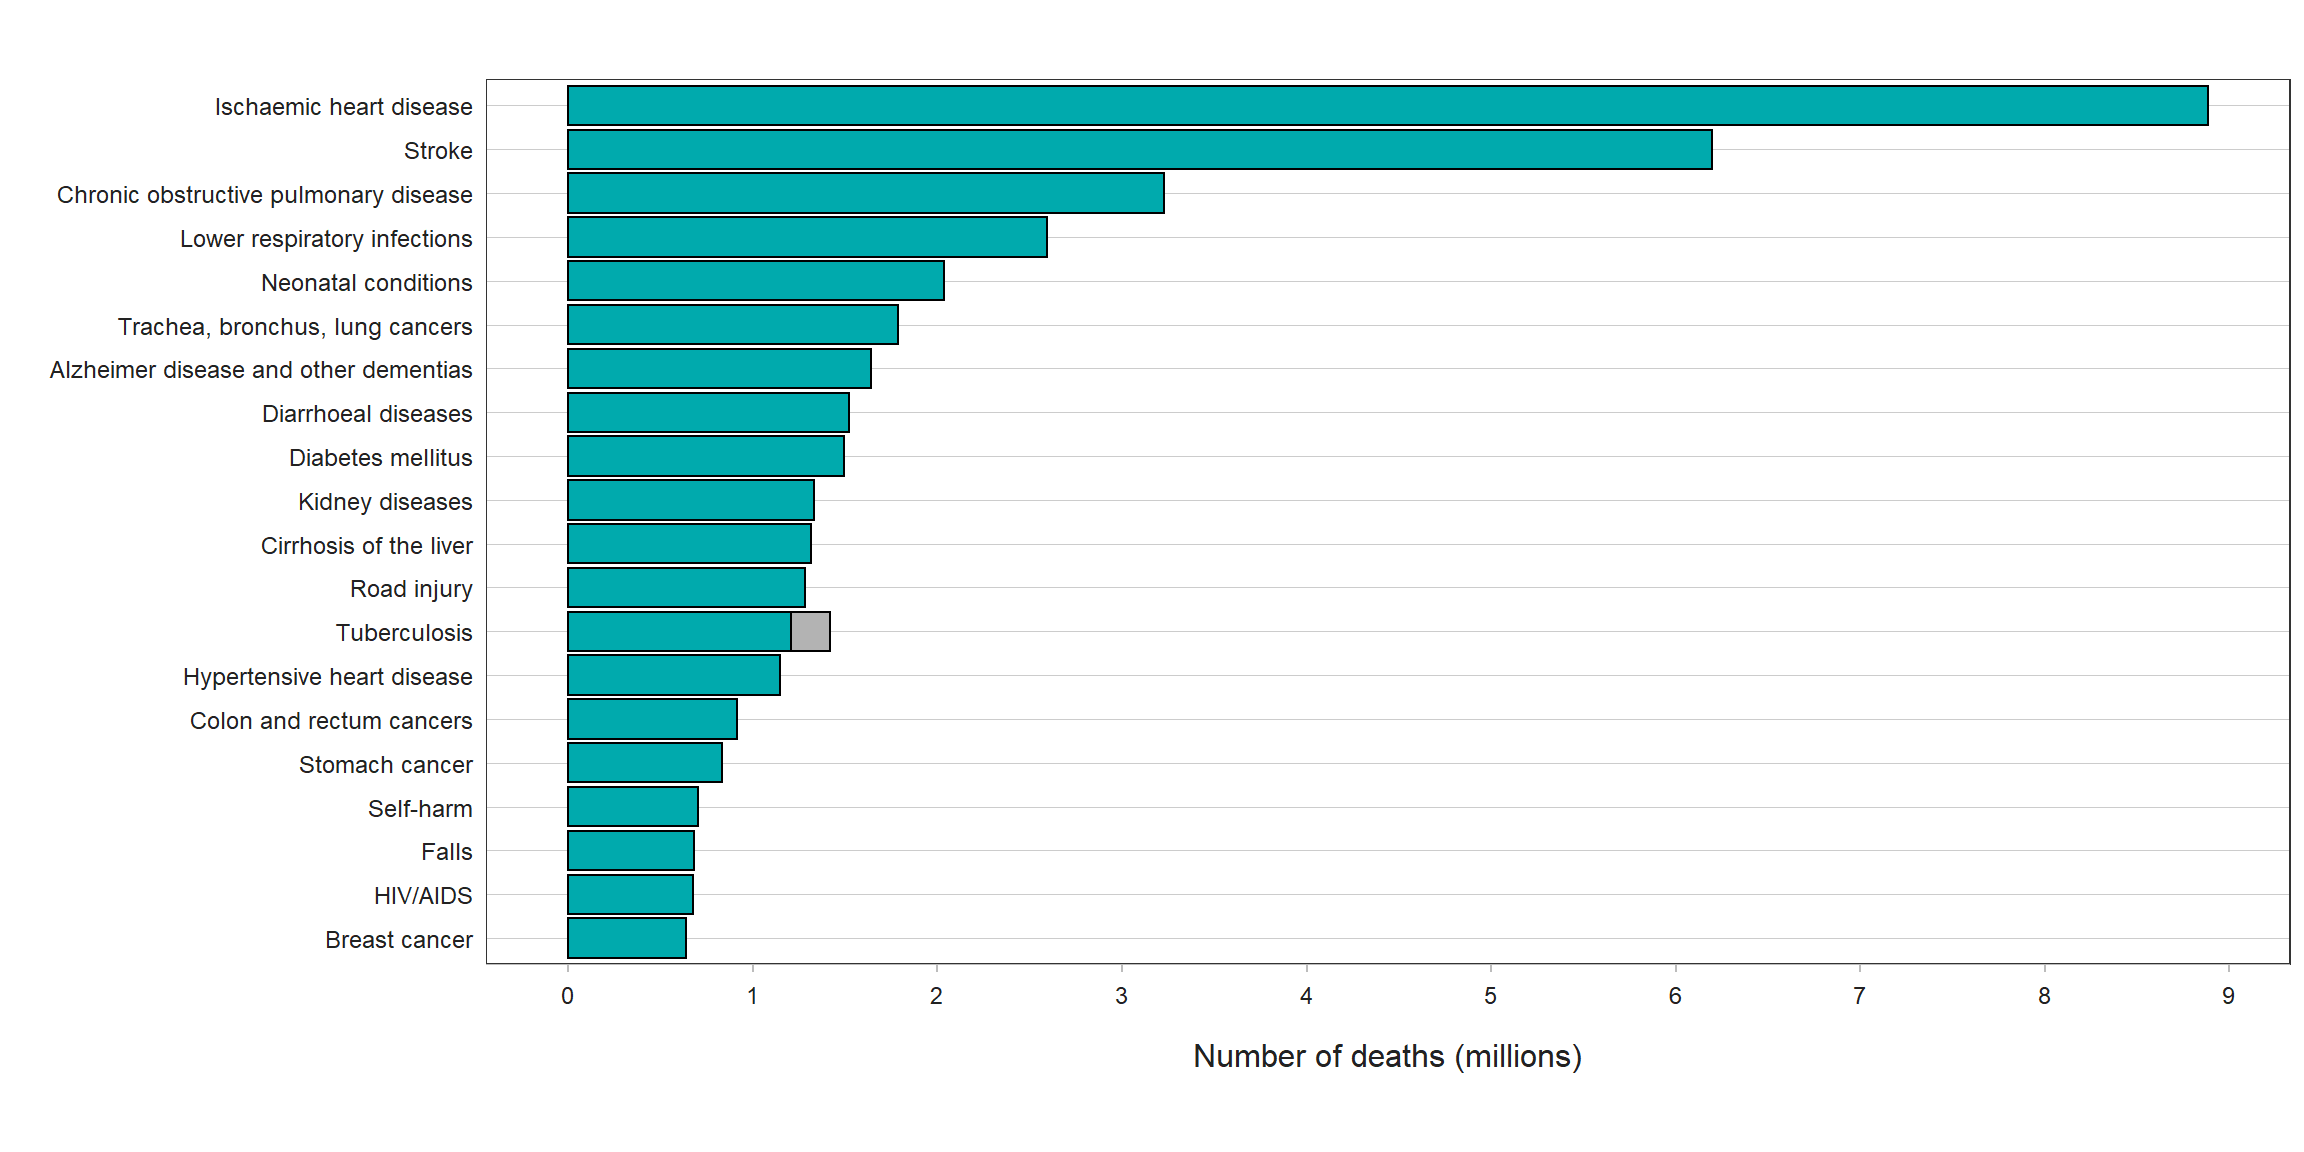 Ischaemic heart disease
Stroke
Chronic obstructive pulmonary disease
Lower respiratory infections
Neonatal conditions
Trachea, bronchus, lung cancers
Alzheimer disease and other dementias
Diarrhoeal diseases
Diabetes mellitus
Kidney diseases
Cirrhosis of the liver
Road injury
Tuberculosis
Hypertensive heart disease
Colon and rectum cancers
Stomach cancer
Self-harm
Falls
HIV/AIDS
Breast cancer
0 1 2 3 4 5 6 7 8 9
Number of deaths (millions)